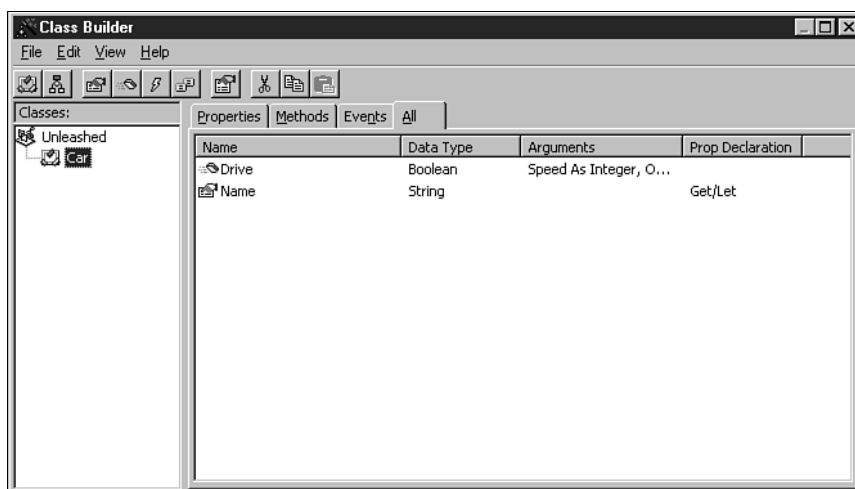 Class Builder
File Edit View Help
Classes:
Unleashed
Car
Properties Methods Events All
Name Data Type Arguments Prop Declaration
Drive Boolean Speed As Integer, O...
Name String Get/Let